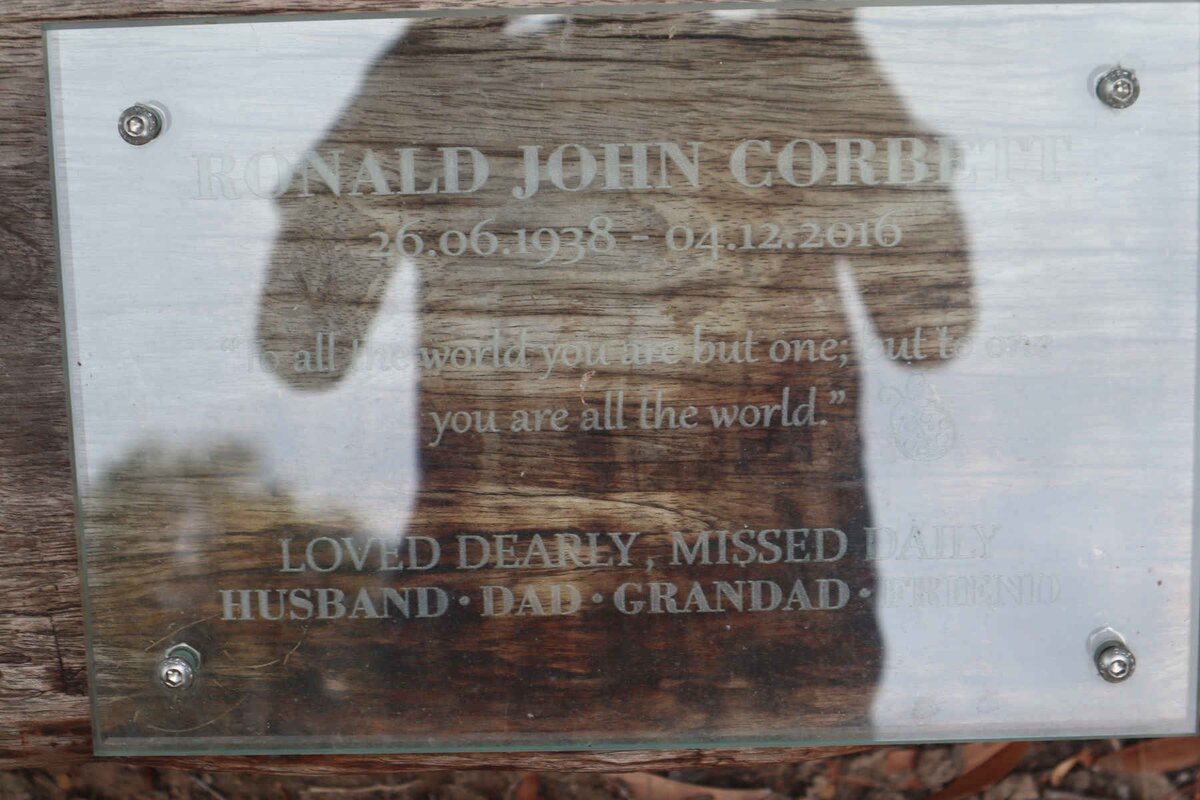 RONALD JOHN CORBETT
26.06.1938 - 04.12.2016
“To all the world you are but one; but to one
you are all the world.”
LOVED DEARLY, MISSED DAILY
HUSBAND · DAD · GRANDAD · FRIEND